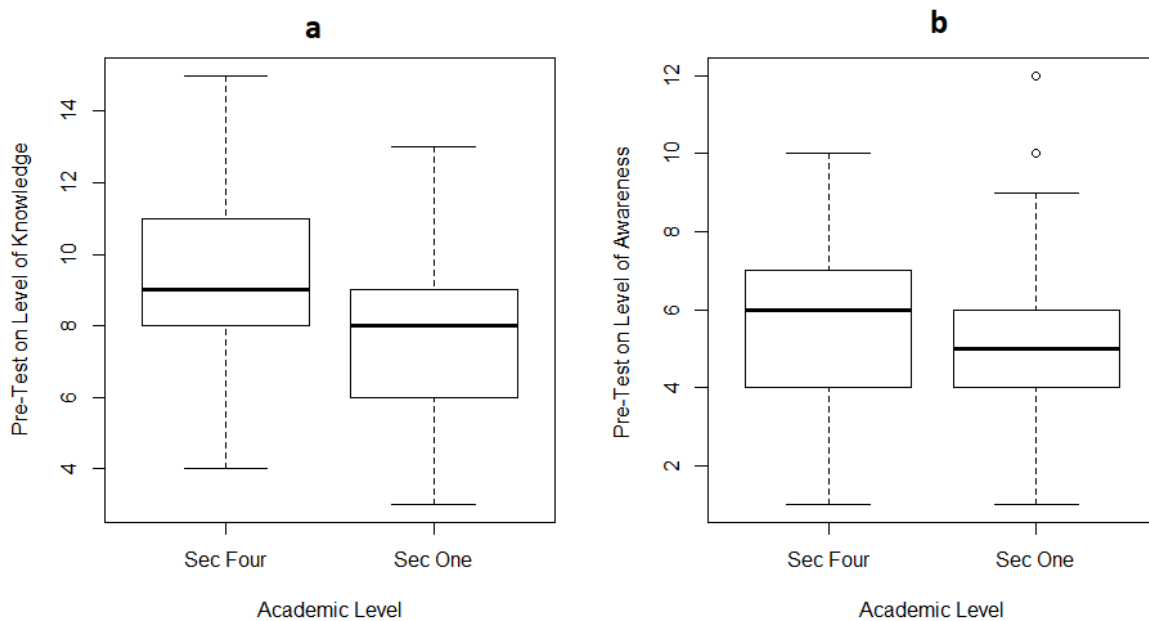 a
Pre-Test on Level of Knowledge
14
12
10
8
6
4
Sec Four Sec One
Academic Level
b
Pre-Test on Level of Awareness
12
10
8
6
4
2
Sec Four Sec One
Academic Level